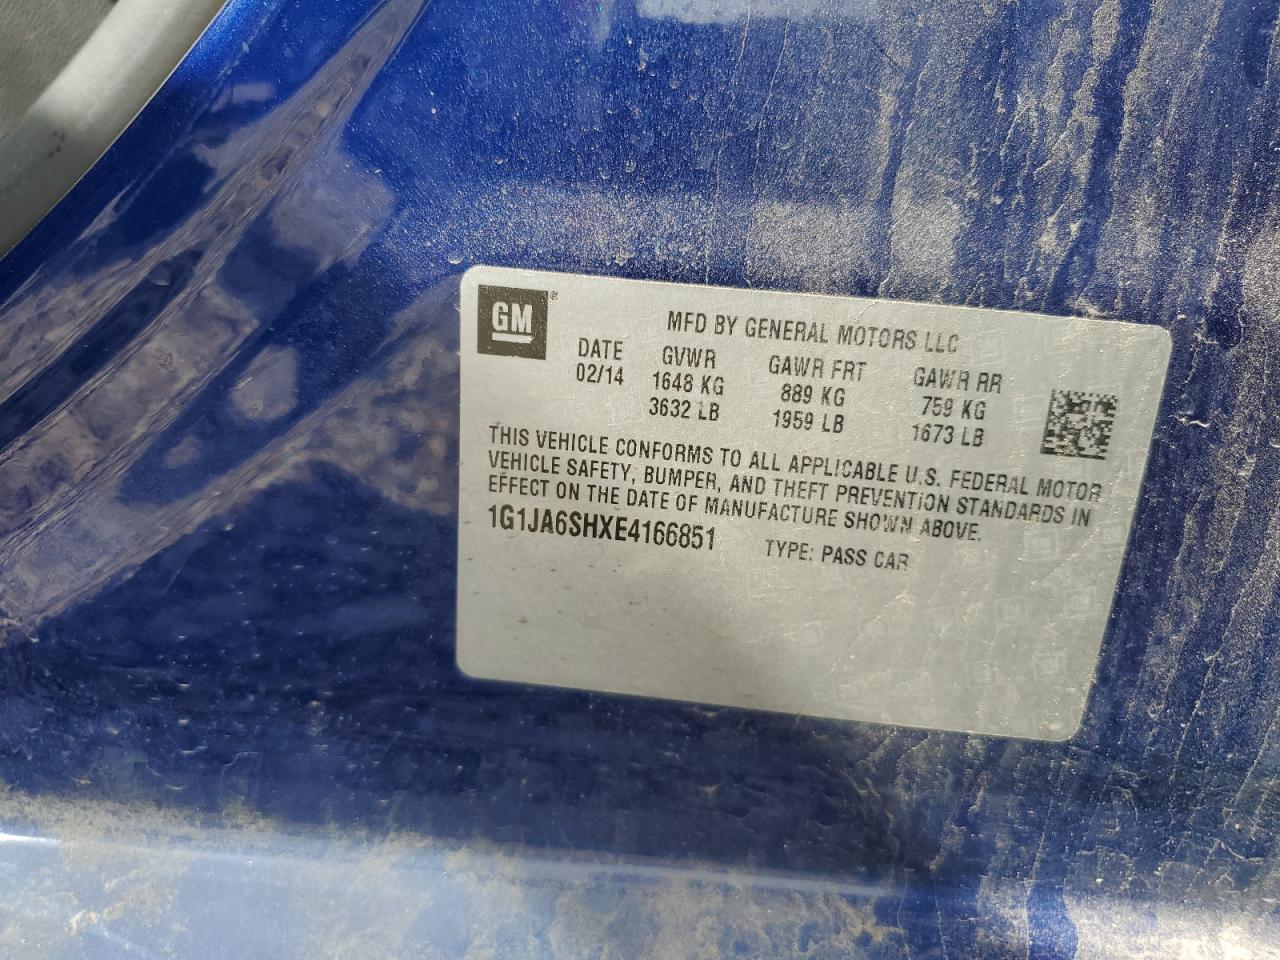 GM®
MFD BY GENERAL MOTORS LLC
DATE GVWR GAWR FRT GAWR RR
02/14 1648 KG 889 KG 759 KG
3632 LB 1959 LB 1673 LB
THIS VEHICLE CONFORMS TO ALL APPLICABLE U.S. FEDERAL MOTOR
VEHICLE SAFETY, BUMPER, AND THEFT PREVENTION STANDARDS IN
EFFECT ON THE DATE OF MANUFACTURE SHOWN ABOVE.
1G1JA6SHXE4166851 TYPE: PASS CAR